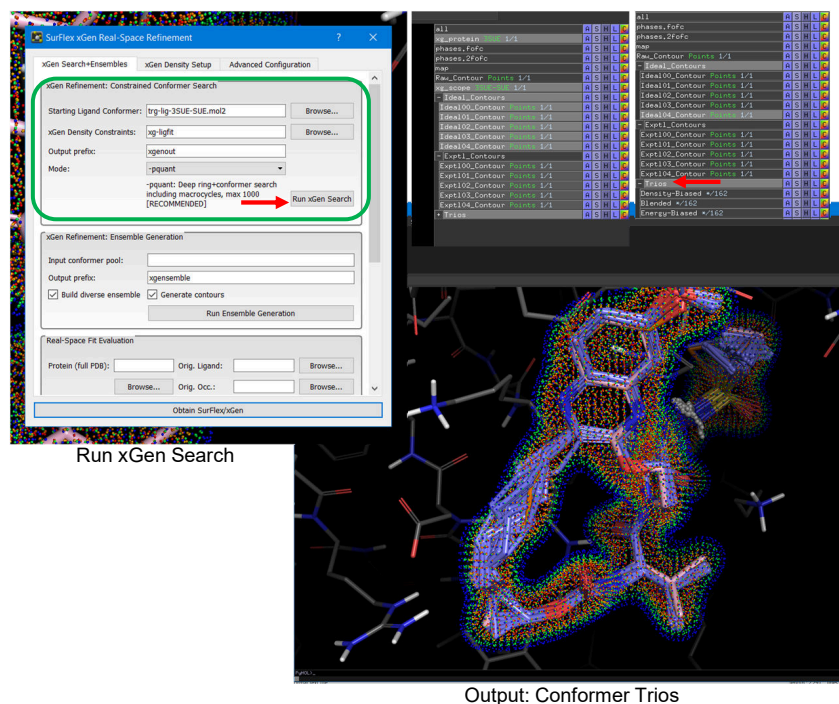 SurFlex xGen Real-Space Refinement
xGen Search+Ensembles xGen Density Setup Advanced Configuration
xGen Refinement: Constrained Conformer Search
Starting Ligand Conformer: trg-lig-3SUE-SUE.mol2 Browse...
xGen Density Constraints: xg-ligfit Browse...
Output prefix: xgenout
Mode: -pquant
-pquant: Deep ring+conformer search
including macrocycles, max 1000
[RECOMMENDED]
Run xGen Search
xGen Refinement: Ensemble Generation
Input conformer pool:
Output prefix: xgensemble
Build diverse ensemble Generate contours
Run Ensemble Generation
Real-Space Fit Evaluation
Protein (full PDB): Orig. Ligand: Browse...
Browse... Orig. Occ.: Browse...
Obtain SurFlex/xGen
Run xGen Search
all A S H L C
xg_protein 3SUE 1/1 A S H L C
phases.fofc A S H L C
phases.2fofc A S H L C
map A S H L C
Raw_Contour Points 1/1 A S H L C
xg_scope 3SUE-SUE 1/1 A S H L C
- Ideal_Contours A S H L C
Ideal00_Contour Points 1/1 A S H L C
Ideal01_Contour Points 1/1 A S H L C
Ideal02_Contour Points 1/1 A S H L C
Ideal03_Contour Points 1/1 A S H L C
Ideal04_Contour Points 1/1 A S H L C
- Exptl_Contours A S H L C
Exptl00_Contour Points 1/1 A S H L C
Exptl01_Contour Points 1/1 A S H L C
Exptl02_Contour Points 1/1 A S H L C
Exptl03_Contour Points 1/1 A S H L C
Exptl04_Contour Points 1/1 A S H L C
+ Trios A S H L C
all A S H L C
phases.fofc A S H L C
phases.2fofc A S H L C
map A S H L C
Raw_Contour Points 1/1 A S H L C
- Ideal_Contours A S H L C
Ideal00_Contour Points 1/1 A S H L C
Ideal01_Contour Points 1/1 A S H L C
Ideal02_Contour Points 1/1 A S H L C
Ideal03_Contour Points 1/1 A S H L C
Ideal04_Contour Points 1/1 A S H L C
- Exptl_Contours A S H L C
Exptl00_Contour Points 1/1 A S H L C
Exptl01_Contour Points 1/1 A S H L C
Exptl02_Contour Points 1/1 A S H L C
Exptl03_Contour Points 1/1 A S H L C
Exptl04_Contour Points 1/1 A S H L C
- Trios A S H L C
Density-Biased */162 A S H L C
Blended */162 A S H L C
Energy-Biased */162 A S H L C
PyMOL>_
Output: Conformer Trios